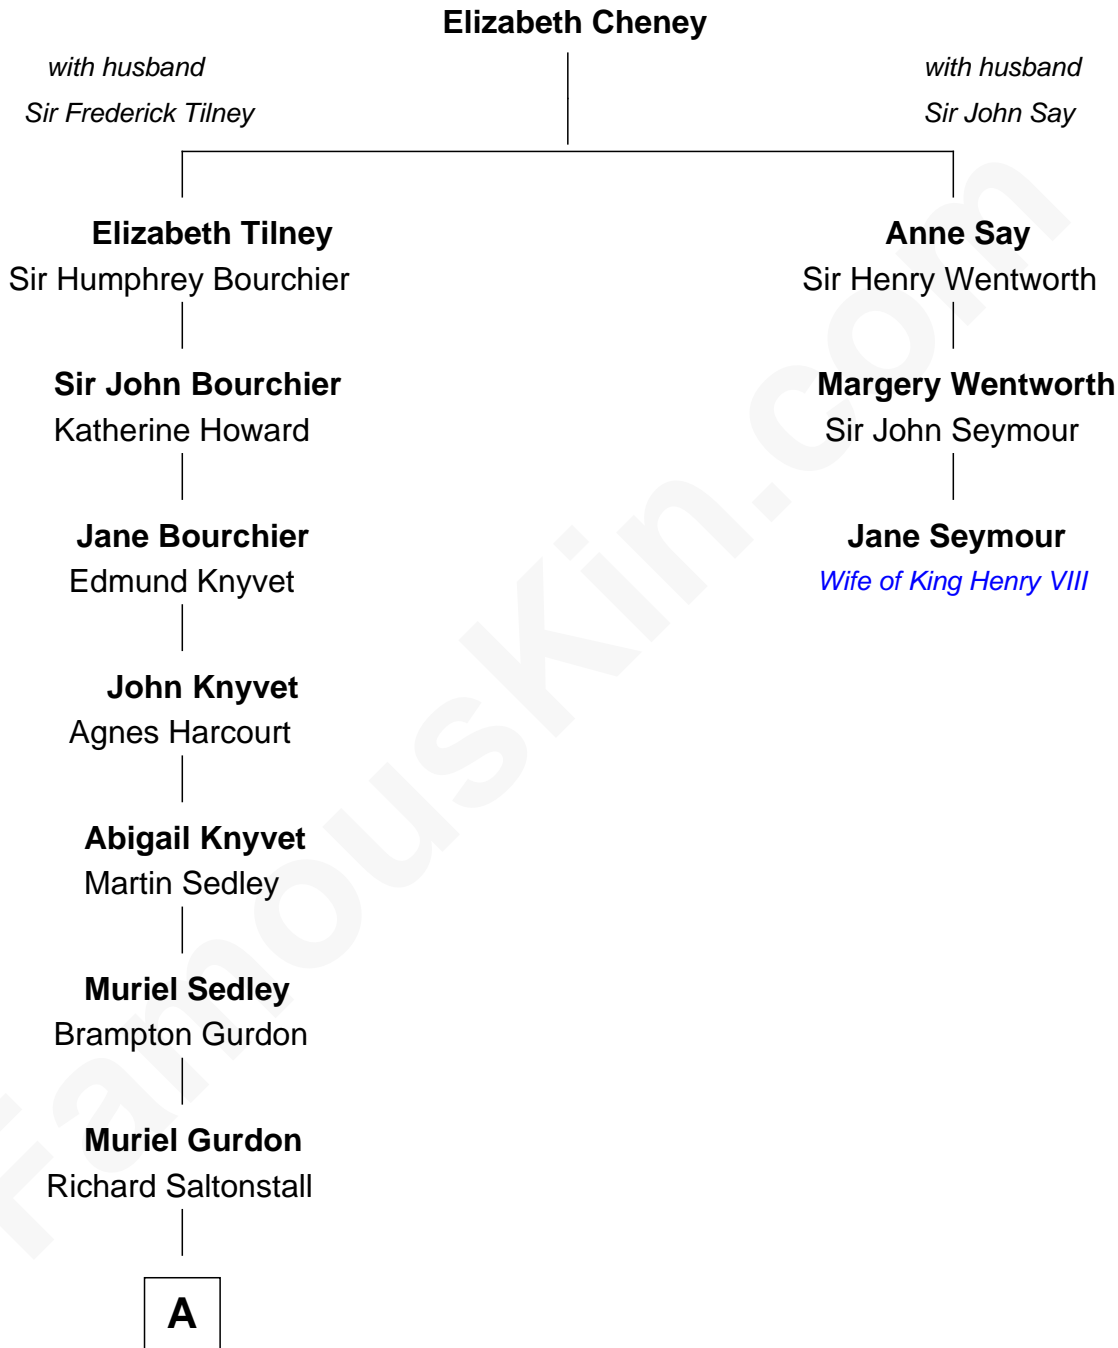 Elizabeth Cheney
with husband
Sir Frederick Tilney
with husband
Sir John Say
Elizabeth Tilney
Sir Humphrey Bourchier
Anne Say
Sir Henry Wentworth
Sir John Bourchier
Katherine Howard
Margery Wentworth
Sir John Seymour
Jane Bourchier
Edmund Knyvet
Jane Seymour
Wife of King Henry VIII
John Knyvet
Agnes Harcourt
Abigail Knyvet
Martin Sedley
Muriel Sedley
Brampton Gurdon
Muriel Gurdon
Richard Saltonstall
A
FamousKin.com